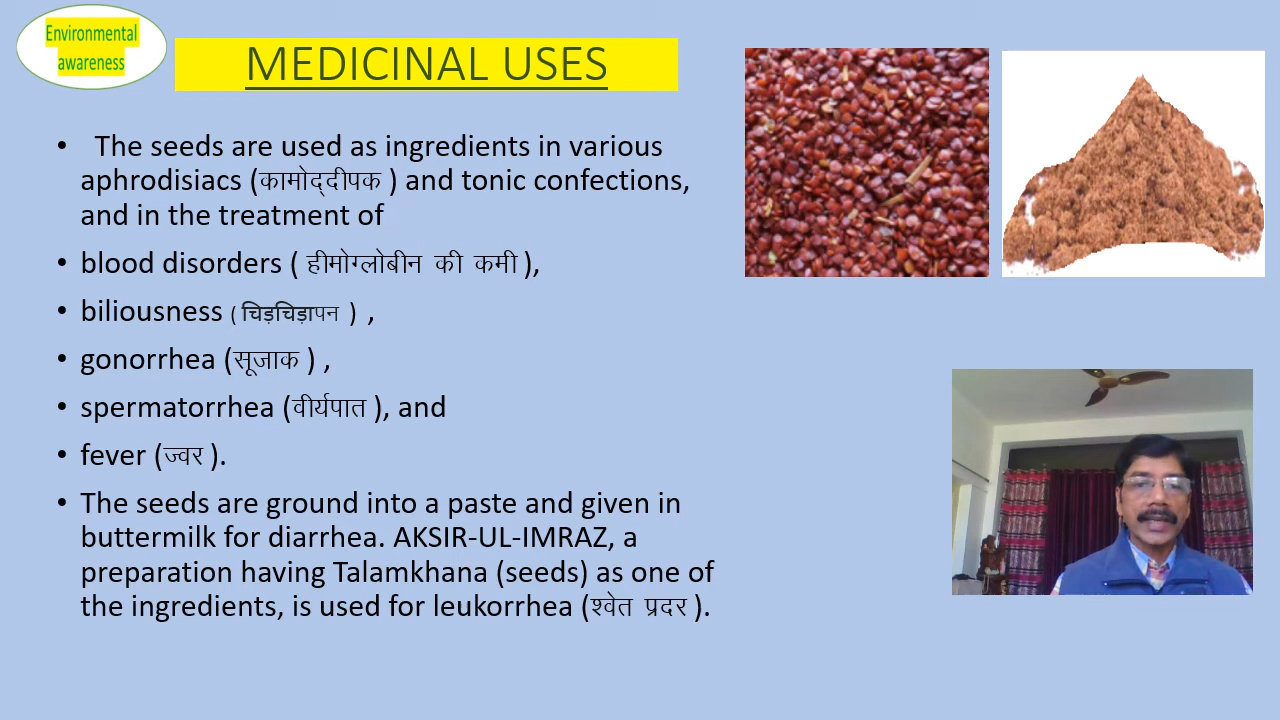 Environmental
awareness
MEDICINAL USES
• The seeds are used as ingredients in various
aphrodisiacs (कामोद्दीपक ) and tonic confections,
and in the treatment of
• blood disorders ( हीमोग्लोबीन की कमी ),
• biliousness ( चिड़चिड़ापन ) ,
• gonorrhea (सूजाक ) ,
• spermatorrhea (वीर्यपात ), and
• fever (ज्वर ).
• The seeds are ground into a paste and given in
buttermilk for diarrhea. AKSIR-UL-IMRAZ, a
preparation having Talamkhana (seeds) as one of
the ingredients, is used for leukorrhea (श्वेत प्रदर ).